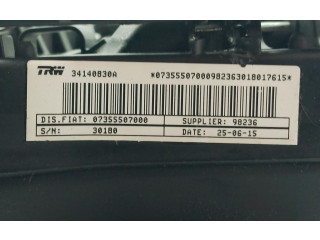 TRW 34140830A *07355507000982363018017615*
DIS.FIAT: 07355507000 SUPPLIER: 98236
S/N: 30180 DATE: 25-06-15